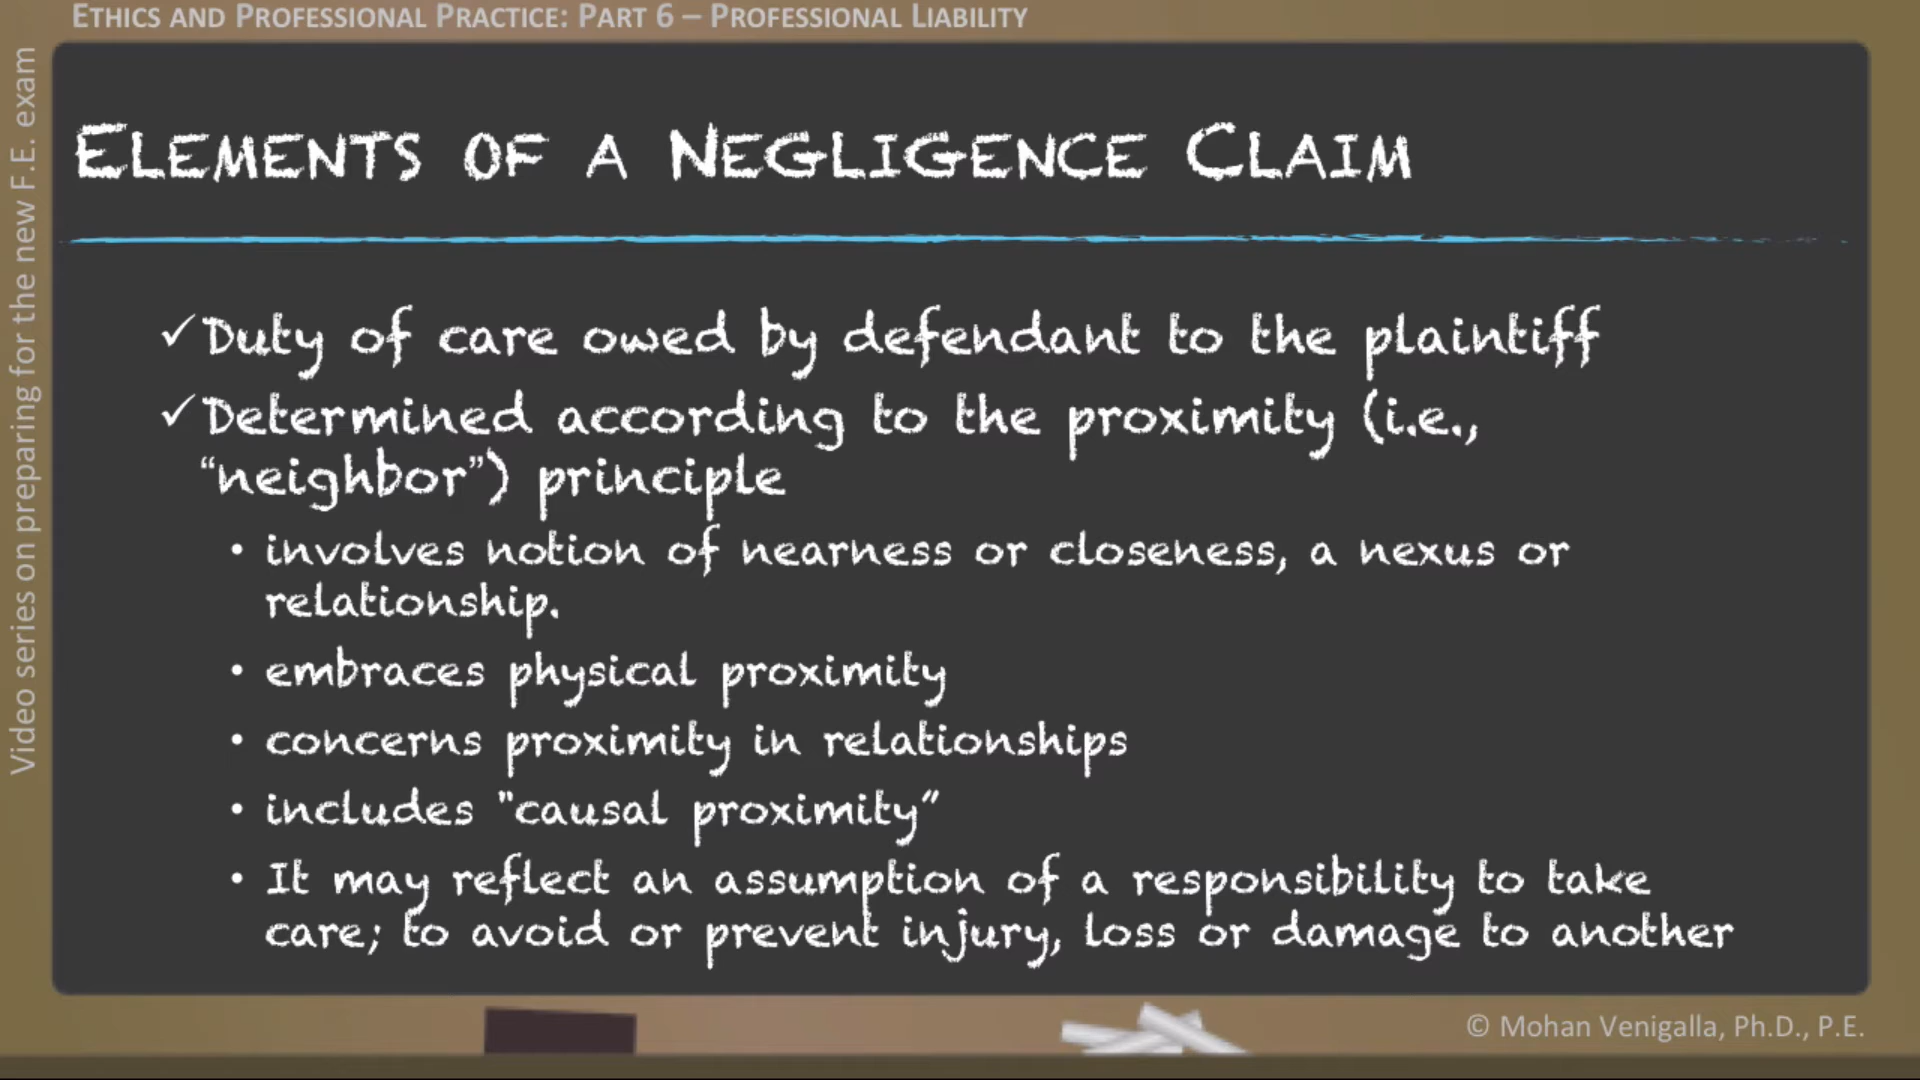 ETHICS AND PROFESSIONAL PRACTICE: PART 6 – PROFESSIONAL LIABILITY
Video series on preparing for the new F.E. exam
ELEMENTS OF A NEGLIGENCE CLAIM
✓Duty of care owed by defendant to the plaintiff
✓Determined according to the proximity (i.e.,
“neighbor”) principle
• involves notion of nearness or closeness, a nexus or
relationship.
• embraces physical proximity
• concerns proximity in relationships
• includes "causal proximity”
• It may reflect an assumption of a responsibility to take
care; to avoid or prevent injury, loss or damage to another
© Mohan Venigalla, Ph.D., P.E.